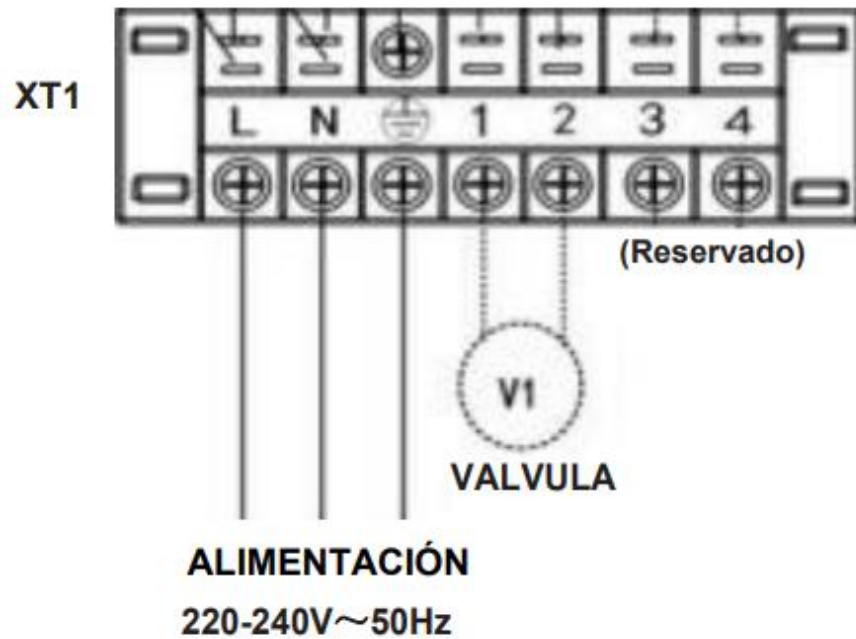 XT1
L N 1 2 3 4
(Reservado)
V1
VALVULA
ALIMENTACIÓN
220-240V～50Hz